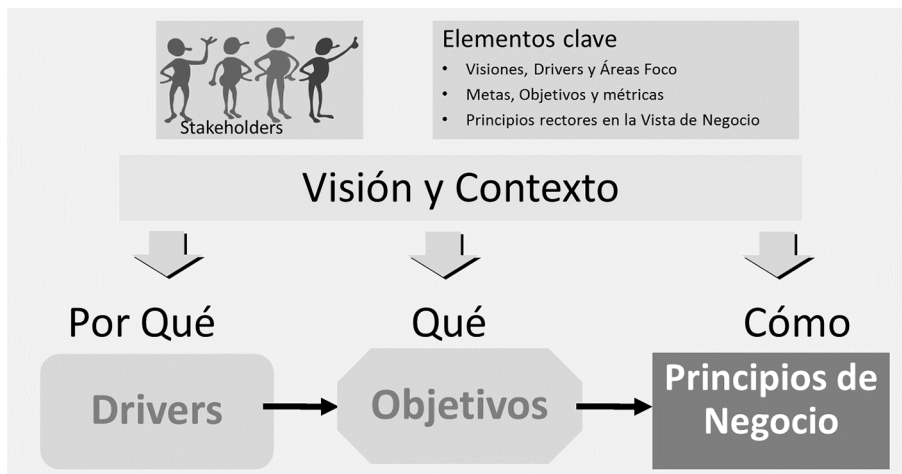 Stakeholders
Elementos clave
• Visiones, Drivers y Áreas Foco
• Metas, Objetivos y métricas
• Principios rectores en la Vista de Negocio
Visión y Contexto
Por Qué
Qué
Cómo
Drivers
Objetivos
Principios de
Negocio